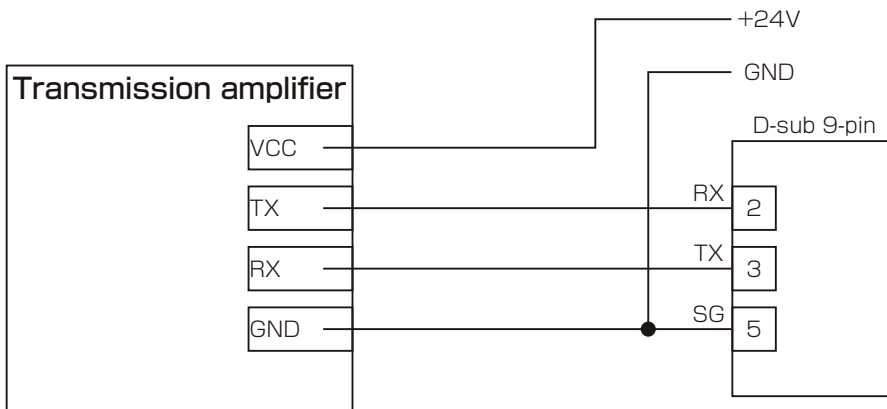 +24V
GND
D-sub 9-pin
Transmission amplifier
VCC
TX
RX
2
RX
TX
3
GND
SG
5